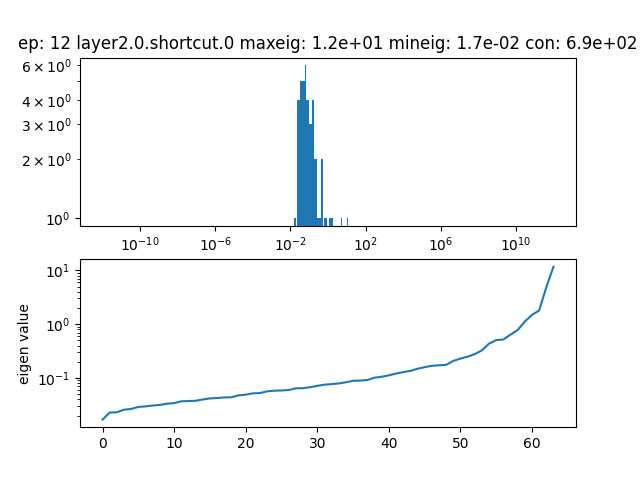 ep: 12 layer2.0.shortcut.0 maxeig: 1.2e+01 mineig: 1.7e-02 con: 6.9e+02
6 × 10⁰
4 × 10⁰
3 × 10⁰
2 × 10⁰
10⁰
10⁻¹⁰ 10⁻⁶ 10⁻² 10² 10⁶ 10¹⁰
10¹
10⁰
10⁻¹
eigen value
0 10 20 30 40 50 60